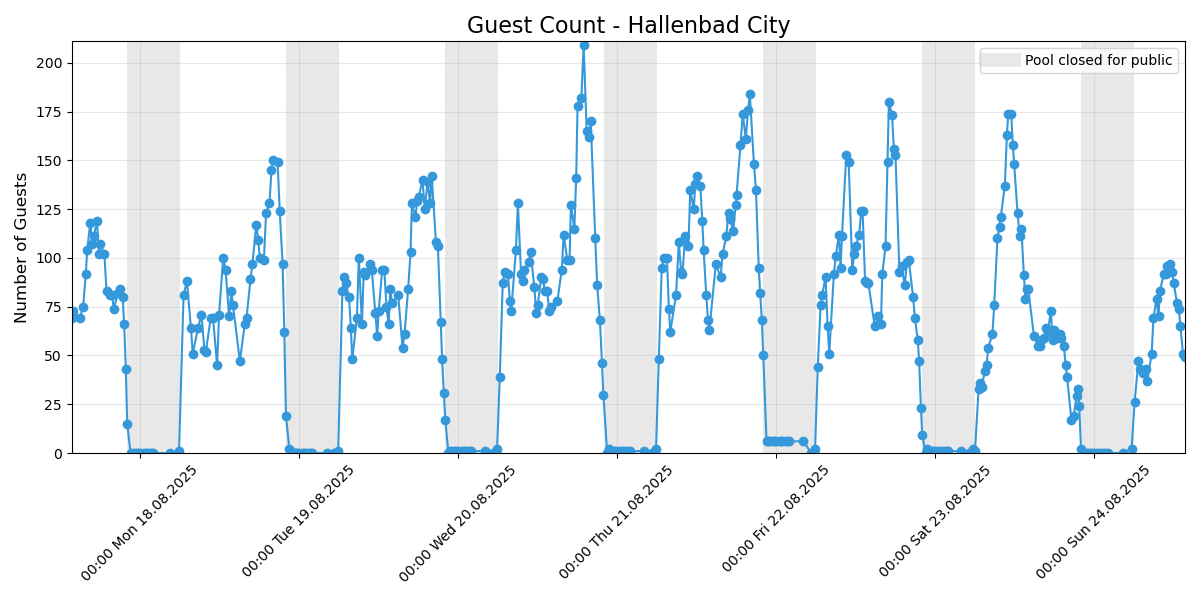 Guest Count - Hallenbad City
Pool closed for public
Number of Guests
200
175
150
125
100
75
50
25
0
00:00 Mon 18.08.2025
00:00 Tue 19.08.2025
00:00 Wed 20.08.2025
00:00 Thu 21.08.2025
00:00 Fri 22.08.2025
00:00 Sat 23.08.2025
00:00 Sun 24.08.2025